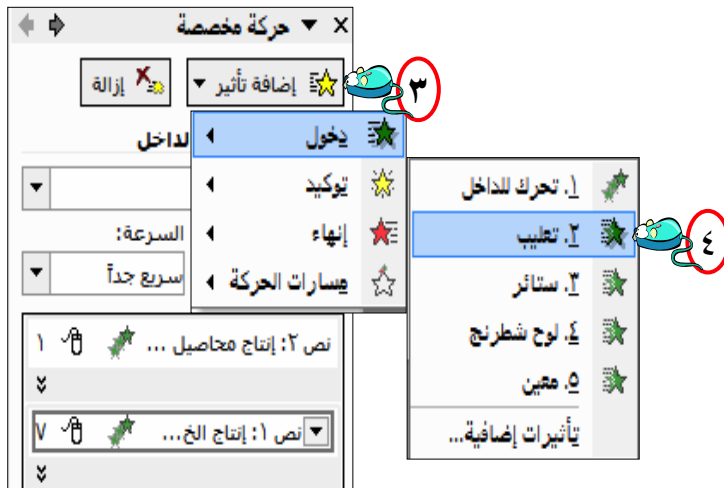 حركة مخصصة
إضافة تأثير
إزالة
٣
لداخل
دخول
توكيد
إنهاء
مسارات الحركة
١. تحرك للداخل
٢. تعليب
٣. ستائر
٤. لوح شطرنج
٥. معين
تأثيرات إضافية...
٤
السرعة:
سريع جداً
نص ٢: إنتاج محاصيل ... ١
نص ١: إنتاج الخ... ٧